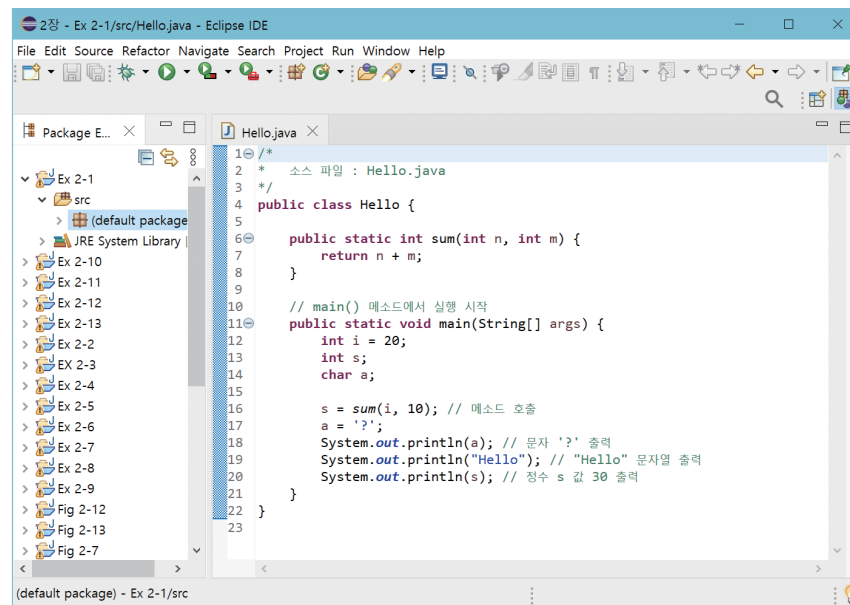 2장 - Ex 2-1/src/Hello.java - Eclipse IDE
File Edit Source Refactor Navigate Search Project Run Window Help
Package E...
Hello.java
Ex 2-1
src
(default package
JRE System Library
Ex 2-10
Ex 2-11
Ex 2-12
Ex 2-13
Ex 2-2
EX 2-3
Ex 2-4
Ex 2-5
Ex 2-6
Ex 2-7
Ex 2-8
Ex 2-9
Fig 2-12
Fig 2-13
Fig 2-7
1 /*
2 *   소스 파일 : Hello.java
3 */
4 public class Hello {
5
6     public static int sum(int n, int m) {
7         return n + m;
8     }
9
10     // main() 메소드에서 실행 시작
11     public static void main(String[] args) {
12         int i = 20;
13         int s;
14         char a;
15
16         s = sum(i, 10); // 메소드 호출
17         a = '?';
18         System.out.println(a); // 문자 '?' 출력
19         System.out.println("Hello"); // "Hello" 문자열 출력
20         System.out.println(s); // 정수 s 값 30 출력
21     }
22 }
23
(default package) - Ex 2-1/src